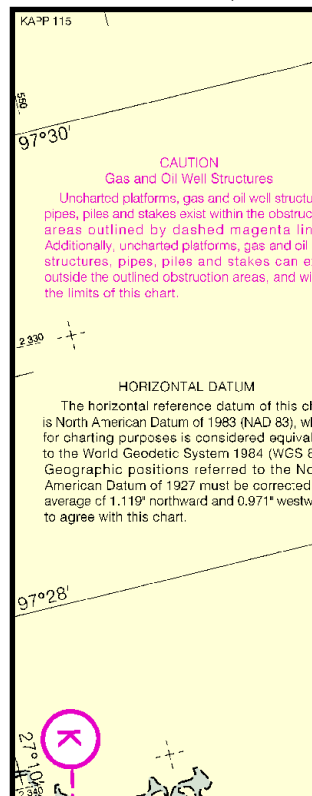 KAPP 115
550
97°30'
CAUTION
Gas and Oil Well Structures
Uncharted platforms, gas and oil well structu
pipes, piles and stakes exist within the obstruc
areas outlined by dashed magenta lin
Additionally, uncharted platforms, gas and oil
structures, pipes, piles and stakes can e
outside the outlined obstruction areas, and wi
the limits of this chart.
2 330
HORIZONTAL DATUM
The horizontal reference datum of this ch
is North American Datum of 1983 (NAD 83), wh
for charting purposes is considered equival
to the World Geodetic System 1984 (WGS 8
Geographic positions referred to the No
American Datum of 1927 must be corrected
average of 1.119" northward and 0.971" westw
to agree with this chart.
97°28'
K
27°10'
2 340